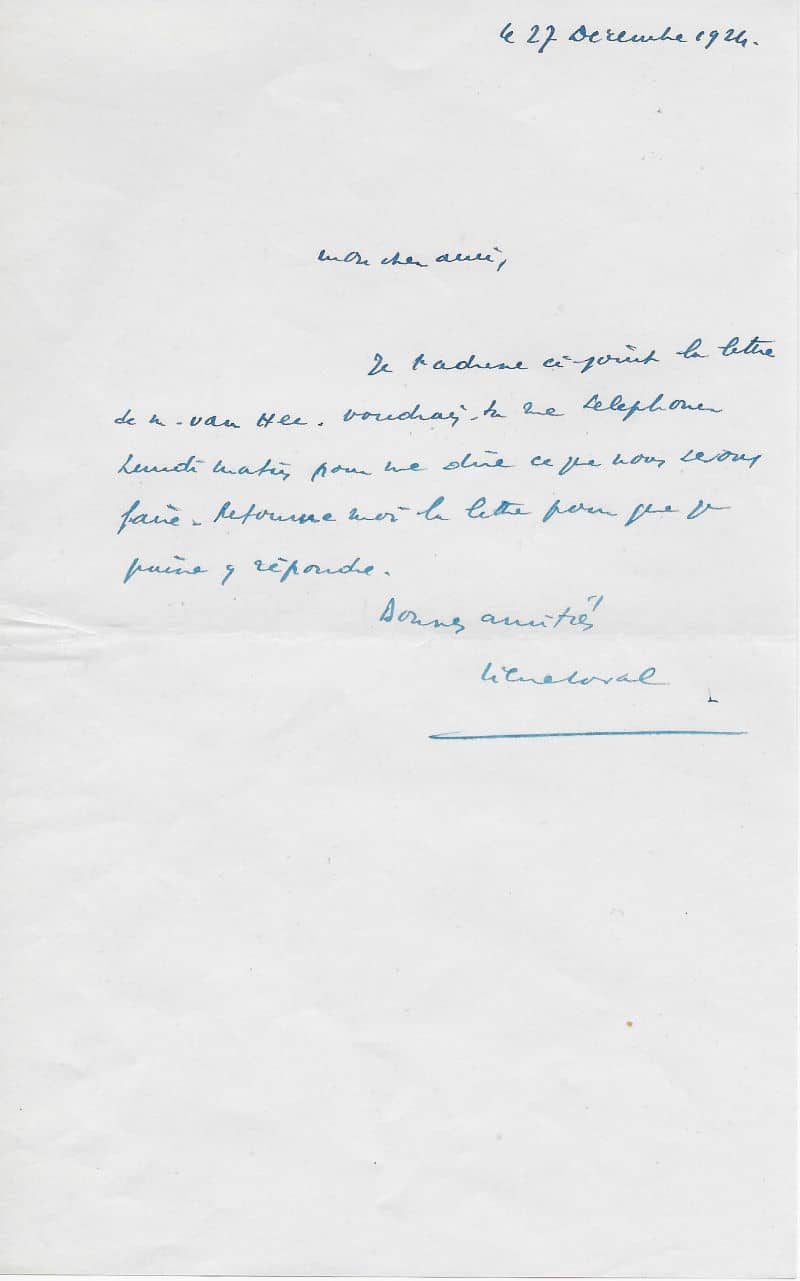 le 27 Décembre 1924.
mon cher ami,
Je t'adresse ci-joint la lettre
de M. van Hee. voudrais-tu me telephoner
Lundi matin pour me dire ce que nous devons
faire. Retourne moi la lettre pour que je
puisse y répondre.
Bonnes amitiés